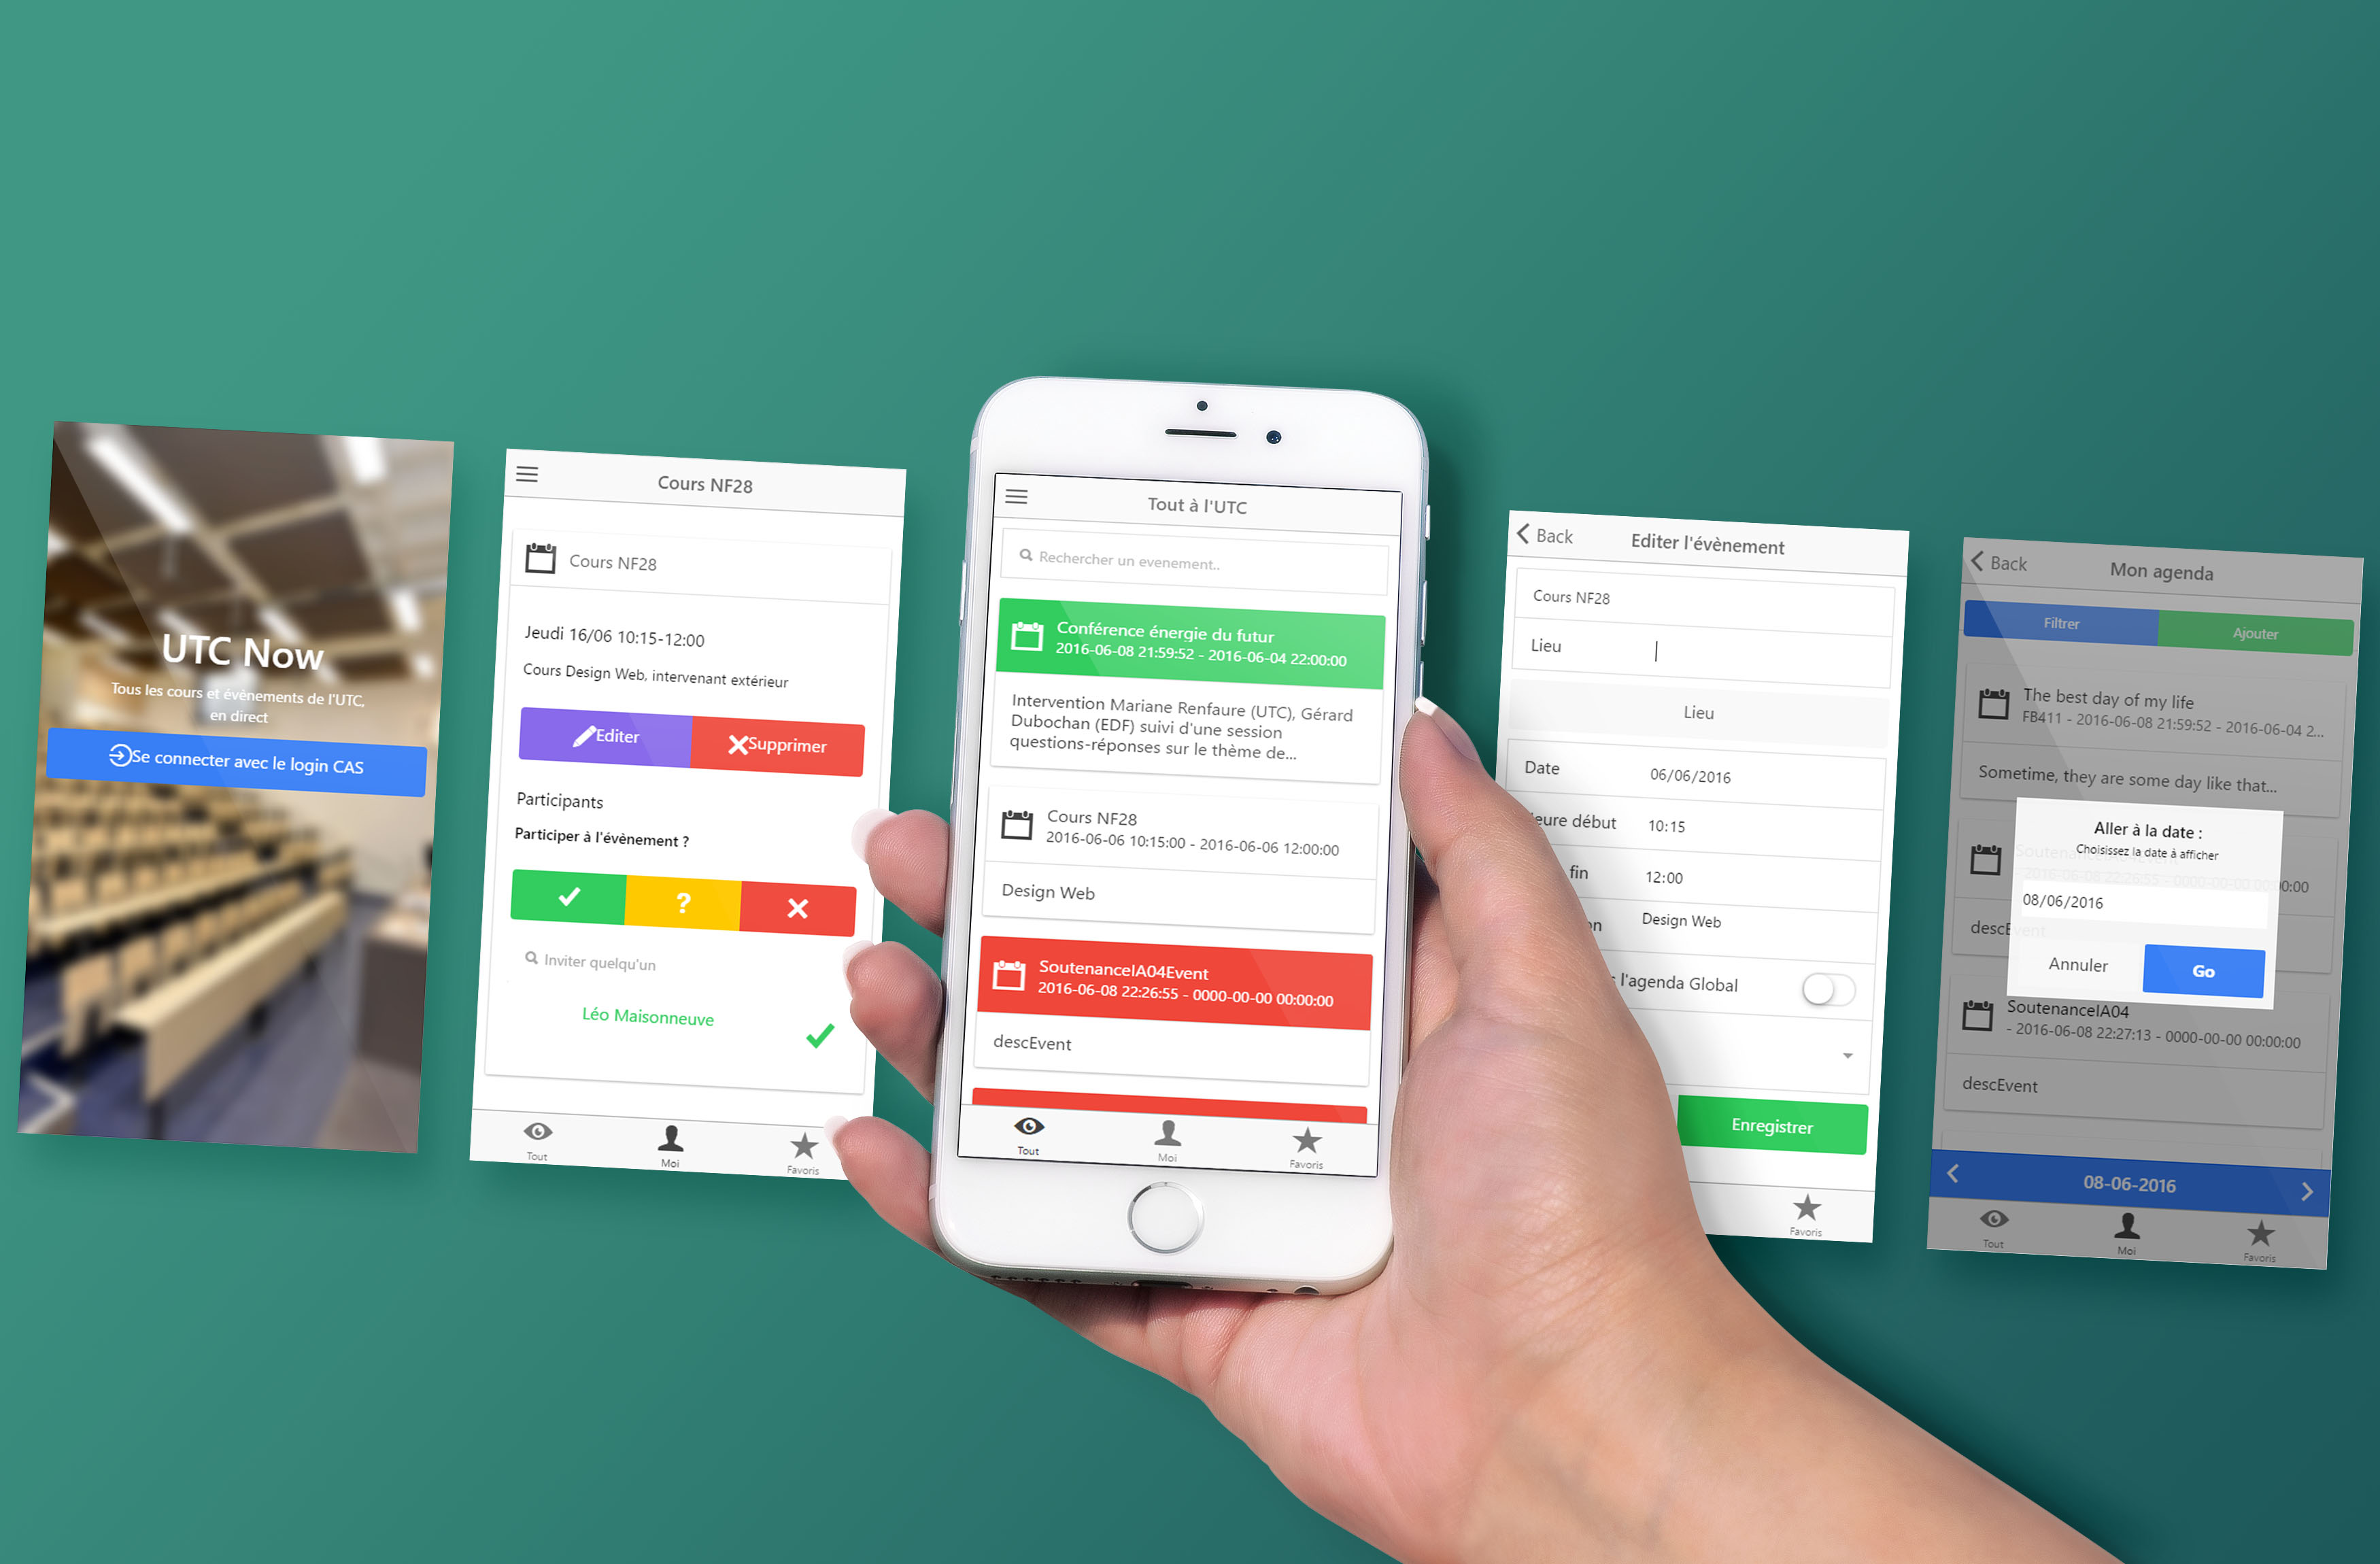 UTC Now
Tous les cours et évènements de l'UTC,
en direct
Se connecter avec le login CAS
Cours NF28
Cours NF28
Jeudi 16/06 10:15-12:00
Cours Design Web, intervenant extérieur
Editer
Supprimer
Participants
Participer à l'évènement ?
?
Inviter quelqu'un
Léo Maisonneuve
Tout
Moi
Favoris
Tout à l'UTC
Rechercher un evenement..
Conférence énergie du futur
2016-06-08 21:59:52 - 2016-06-04 22:00:00
Intervention Mariane Renfaure (UTC), Gérard
Dubochan (EDF) suivi d'une session
questions-réponses sur le thème de...
Cours NF28
2016-06-06 10:15:00 - 2016-06-06 12:00:00
Design Web
SoutenanceIA04Event
2016-06-08 22:26:55 - 0000-00-00 00:00:00
descEvent
Tout
Moi
Favoris
Back
Editer l'évènement
Cours NF28
Lieu
Lieu
Date 06/06/2016
eure début 10:15
fin 12:00
on Design Web
l'agenda Global
Enregistrer
Favoris
Back
Mon agenda
Filtrer
Ajouter
The best day of my life
FB411 - 2016-06-08 21:59:52 - 2016-06-04 2...
Sometime, they are some day like that...
Aller à la date :
Choisissez la date à afficher
08/06/2016
Annuler
Go
SoutenanceIA04
- 2016-06-08 22:27:13 - 0000-00-00 00:00:00
descEvent
08-06-2016
Tout
Moi
Favoris